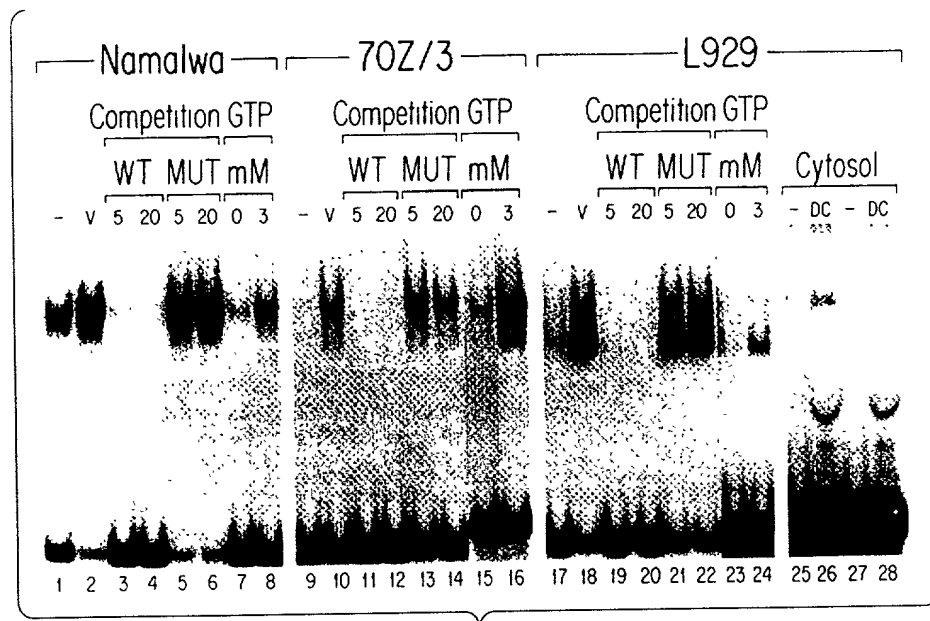 Namalwa 70Z/3 L929
Competition GTP Competition GTP Competition GTP
WT MUT mM WT MUT mM WT MUT mM Cytosol
- V 5 20 5 20 0 3 - V 5 20 5 20 0 3 - V 5 20 5 20 0 3 - DC - DC
1 2 3 4 5 6 7 8 9 10 11 12 13 14 15 16 17 18 19 20 21 22 23 24 25 26 27 28